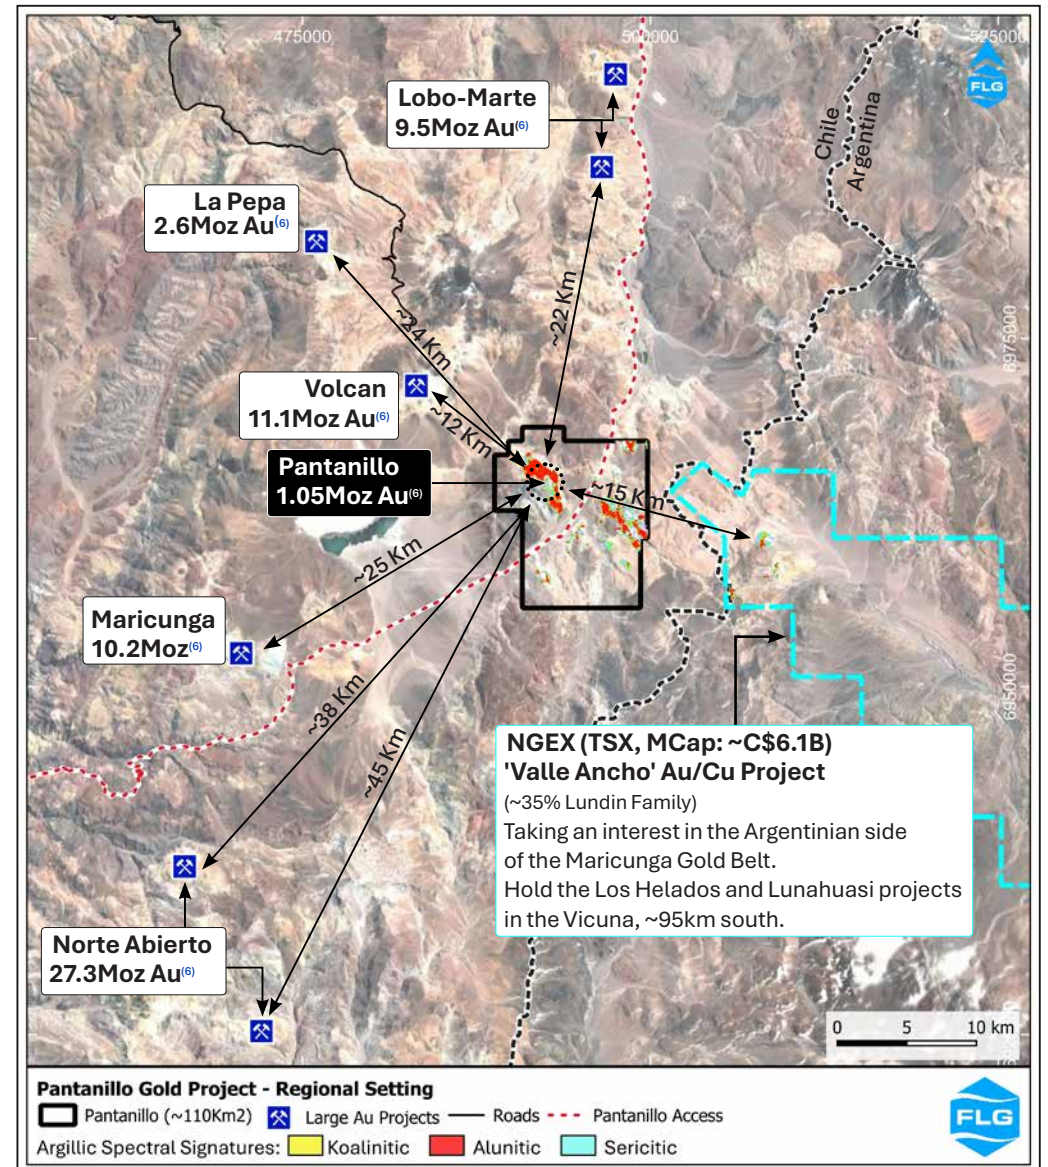 475000
500000
525000
FLG
Lobo-Marte
9.5Moz Au(6)
Chile
Argentina
La Pepa
2.6Moz Au(6)
~24 Km
~22 Km
6975000
Volcan
11.1Moz Au(6)
~12 Km
Pantanillo
1.05Moz Au(6)
~15 Km
~25 Km
Maricunga
10.2Moz(6)
6950000
~38 Km
~45 Km
NGEX (TSX, MCap: ~C$6.1B)
'Valle Ancho' Au/Cu Project
(~35% Lundin Family)
Taking an interest in the Argentinian side
of the Maricunga Gold Belt.
Hold the Los Helados and Lunahuasi projects
in the Vicuna, ~95km south.
Norte Abierto
27.3Moz Au(6)
0 5 10 km
Pantanillo Gold Project - Regional Setting
Pantanillo (~110Km2) Large Au Projects Roads Pantanillo Access
Argillic Spectral Signatures: Koalinitic Alunitic Sericitic
FLG